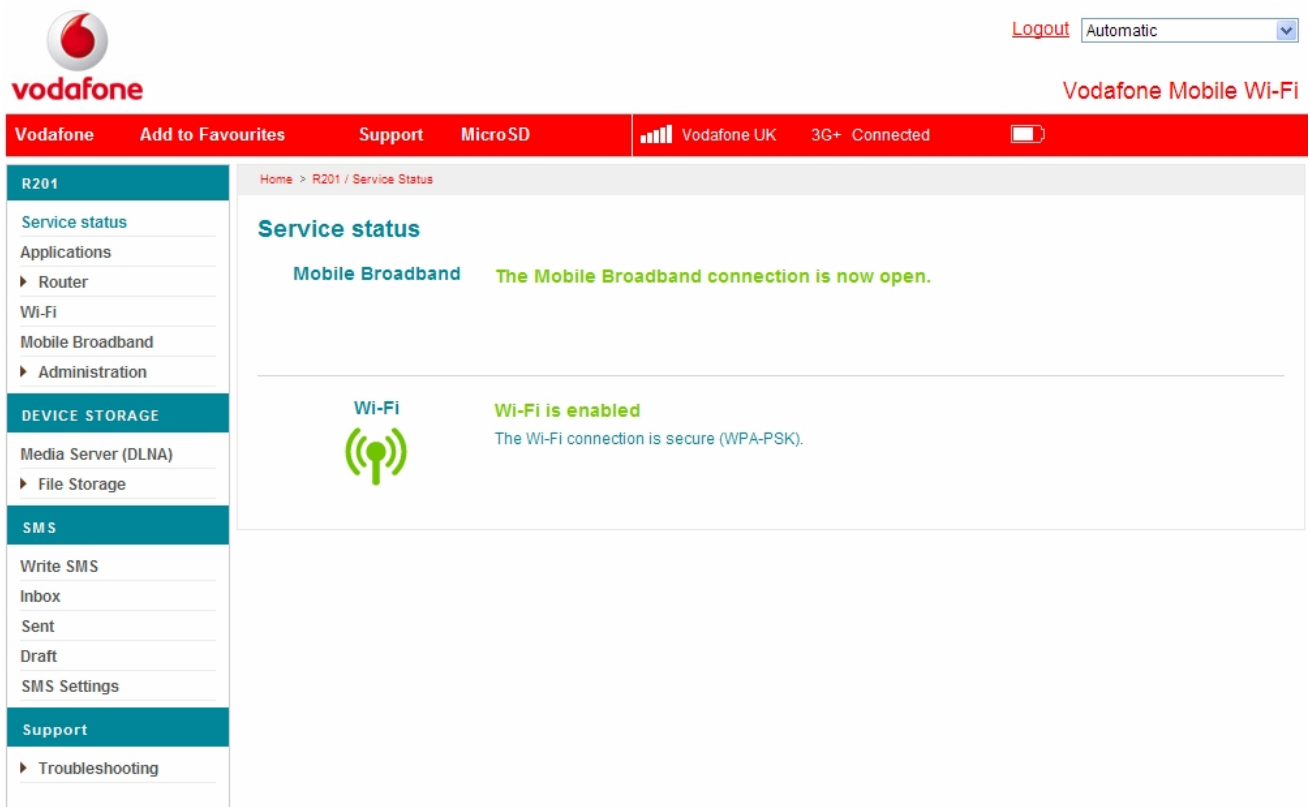 Logout Automatic
vodafone
Vodafone Mobile Wi-Fi
Vodafone Add to Favourites Support MicroSD Vodafone UK 3G+ Connected
R201
Home > R201 / Service Status
Service status
Service status
Applications
Router
Wi-Fi
Mobile Broadband
Administration
DEVICE STORAGE
Media Server (DLNA)
File Storage
SMS
Write SMS
Inbox
Sent
Draft
SMS Settings
Support
Troubleshooting
Mobile Broadband The Mobile Broadband connection is now open.
Wi-Fi Wi-Fi is enabled
The Wi-Fi connection is secure (WPA-PSK).